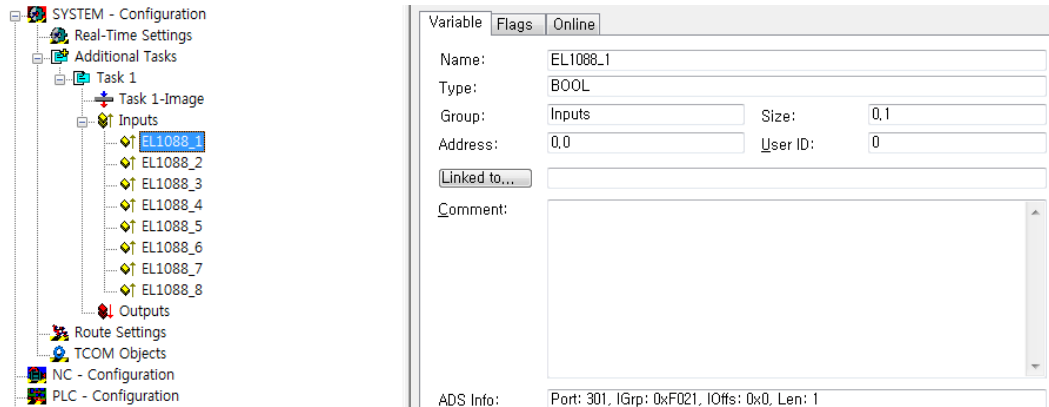 SYSTEM - Configuration
Real-Time Settings
Additional Tasks
Task 1
Task 1-Image
Inputs
EL1088_1
EL1088_2
EL1088_3
EL1088_4
EL1088_5
EL1088_6
EL1088_7
EL1088_8
Outputs
Route Settings
TCOM Objects
NC - Configuration
PLC - Configuration
Variable Flags Online
Name: EL1088_1
Type: BOOL
Group: Inputs Size: 0,1
Address: 0,0 User ID: 0
Linked to,,,
Comment:
ADS Info: Port: 301, IGrp: 0xF021, IOffs: 0x0, Len: 1